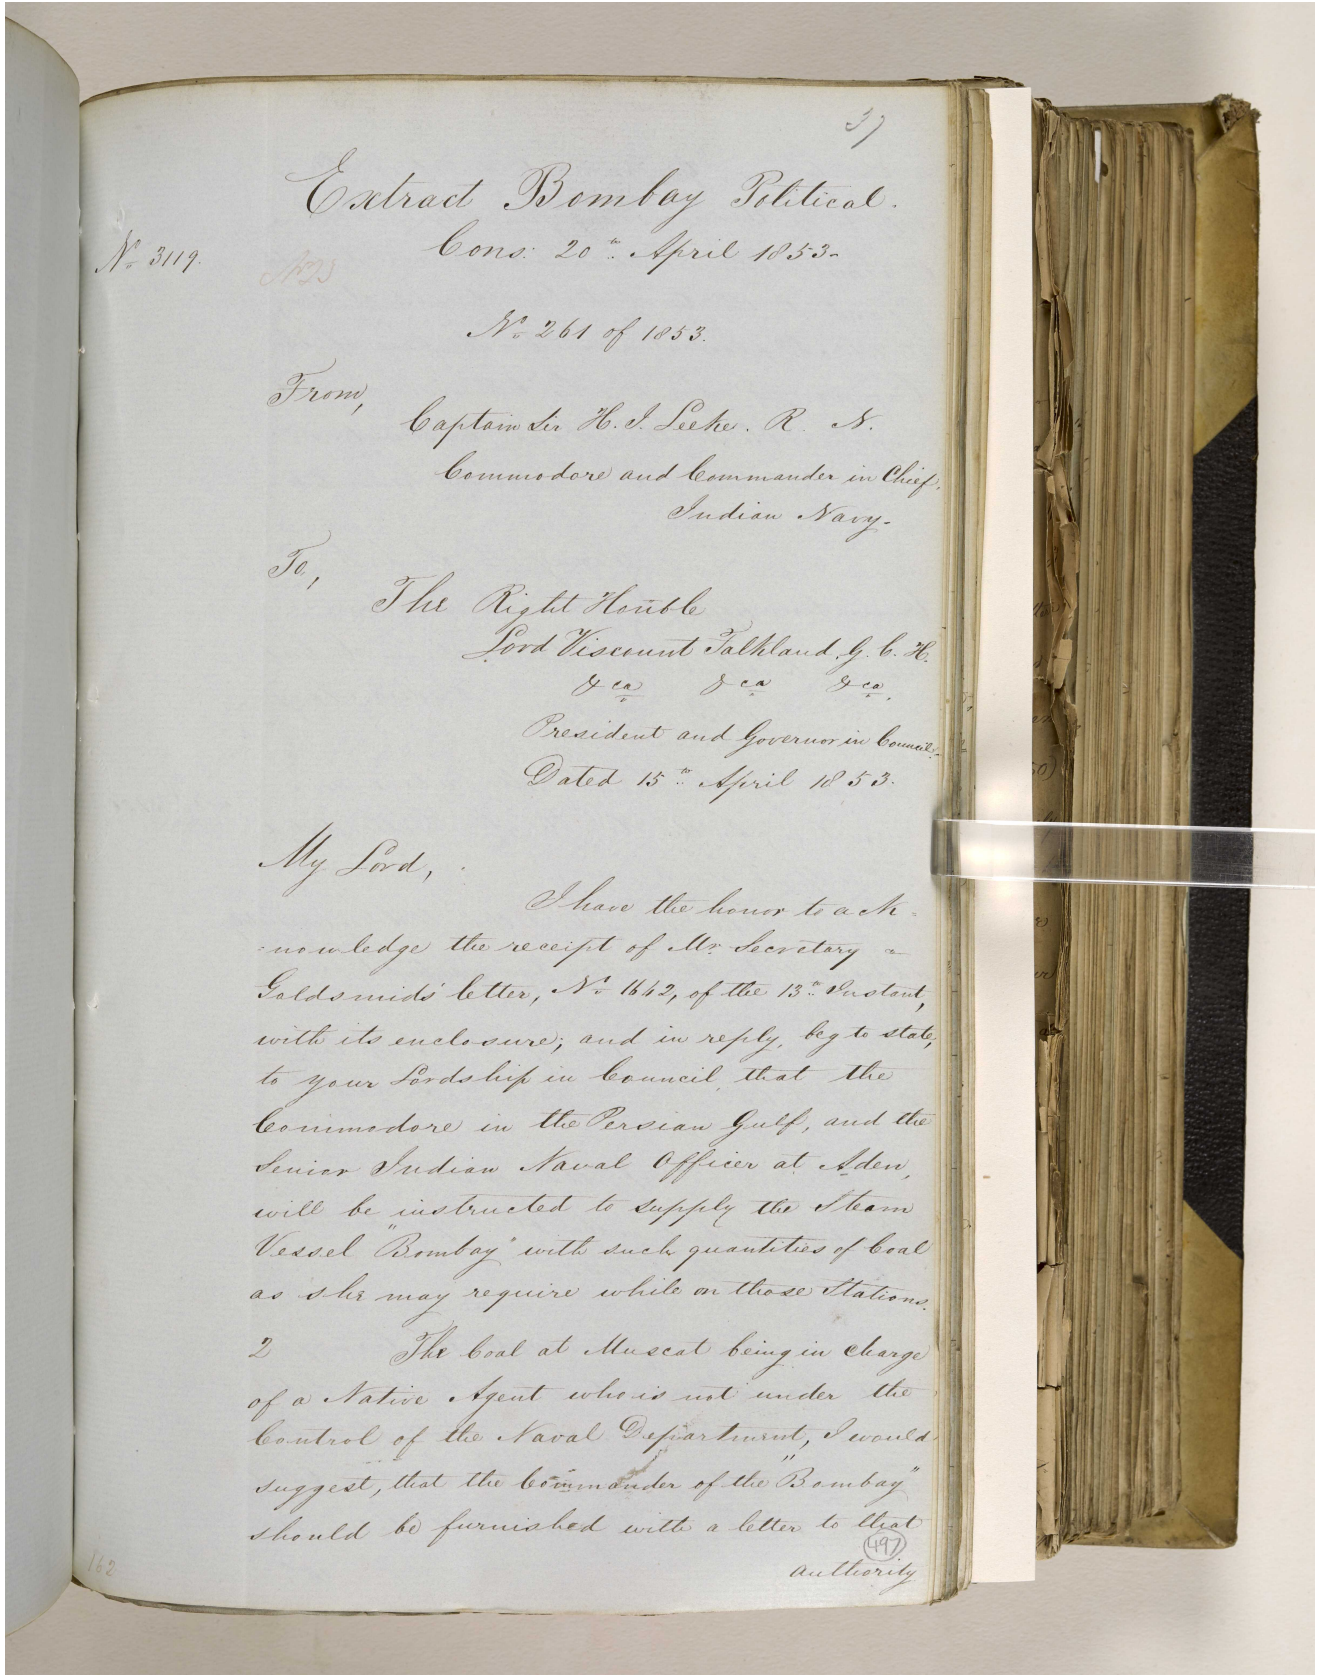 37
Extract Bombay Political.
Cons: 20th April 1853-
No 3119.
No 261 of 1853.
From,
Captain Sir H. J. Leeke. R. N.
Commodore and Commander in Chief.
Indian Navy-
To,
The Right Honble
Lord Viscount Falkland, G. C. H.
&ca &ca &ca.
President and Governor in Council.
Dated 15th April 1853.
My Lord,
I have the honor to ack=
=nowledge the receipt of Mr. Secretary
Goldsmids' letter, No 1642, of the 13th Instant,
with its enclosure; and in reply, beg to state,
to your Lordship in Council, that the
Commodore in the Persian Gulf, and the
Senior Indian Naval Officer at Aden,
will be instructed to supply the Steam
Vessel "Bombay" with such quantities of Coal
as she may require while on those Stations.
2 The Coal at Muscat being in charge
of a Native Agent who is not under the
Control of the Naval Department, I would
suggest, that the Commander of the "Bombay"
should be furnished with a letter to that
497
authority
162